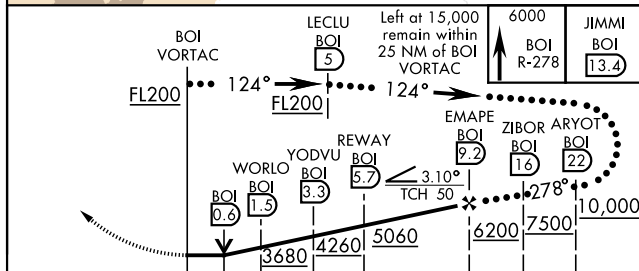 BOI
VORTAC
FL200
124°
LECLU
BOI
5
FL200
Left at 15,000
remain within
25 NM of BOI
VORTAC
124°
6000
BOI
R-278
JIMMI
BOI
13.4
BOI
0.6
WORLO
BOI
1.5
YODVU
BOI
3.3
REWAY
BOI
5.7
3.10°
TCH 50
EMAPE
BOI
9.2
ZIBOR
BOI
16
ARYOT
BOI
22
278°
3680
4260
5060
6200
7500
10,000